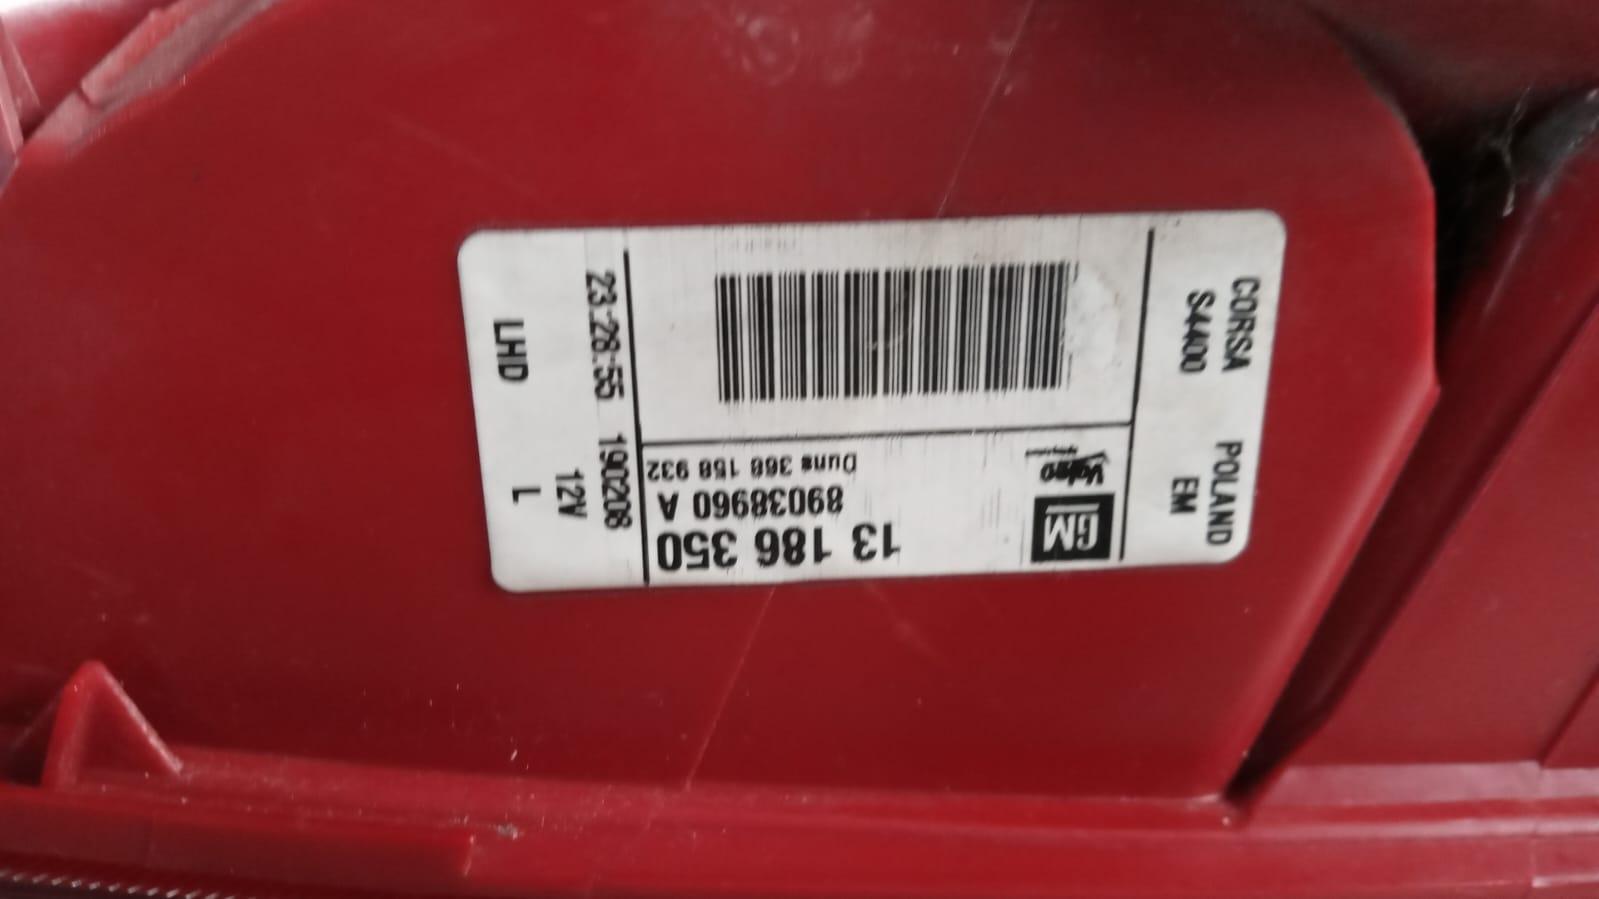 CORSA POLAND
S4400 EM
GM
Valeo
13 186 350
89038960 A
Duns 368 158 932
23:28:55 190208
12V
LHD L